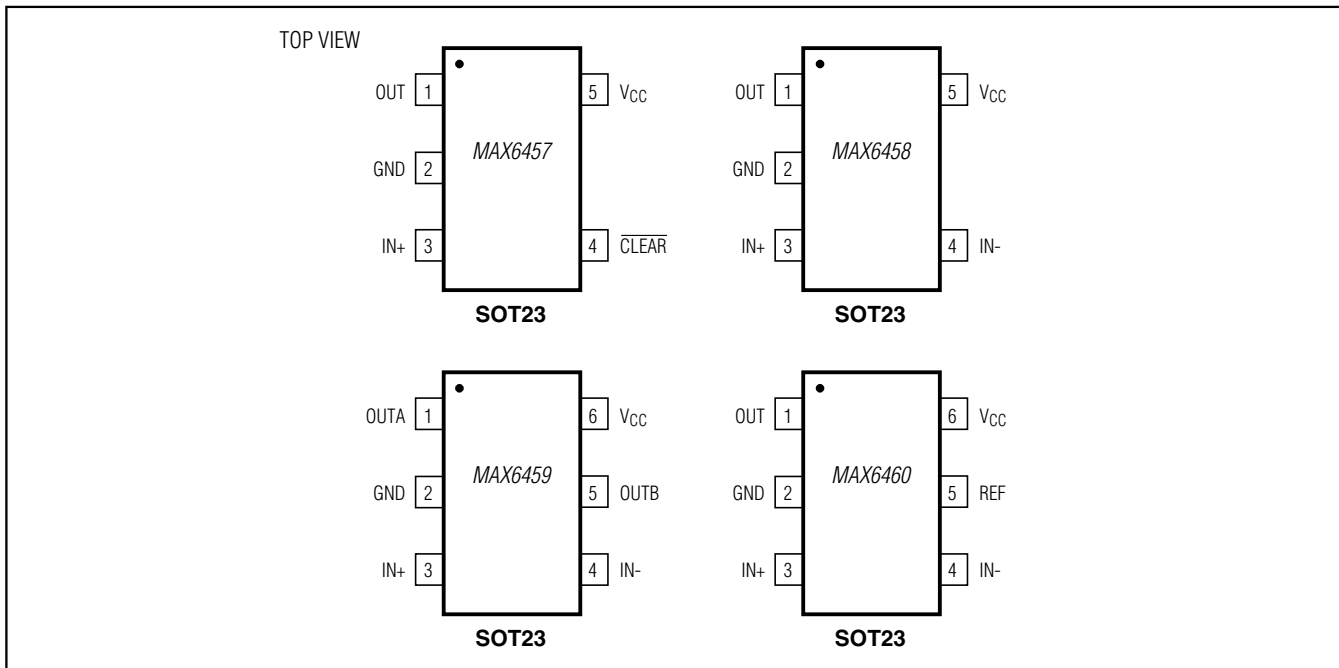 TOP VIEW
OUT 1
5 VCC
MAX6457
GND 2
IN+ 3
4 CLEAR
SOT23
OUT 1
5 VCC
MAX6458
GND 2
IN+ 3
4 IN-
SOT23
OUTA 1
6 VCC
MAX6459
GND 2
5 OUTB
IN+ 3
4 IN-
SOT23
OUT 1
6 VCC
MAX6460
GND 2
5 REF
IN+ 3
4 IN-
SOT23